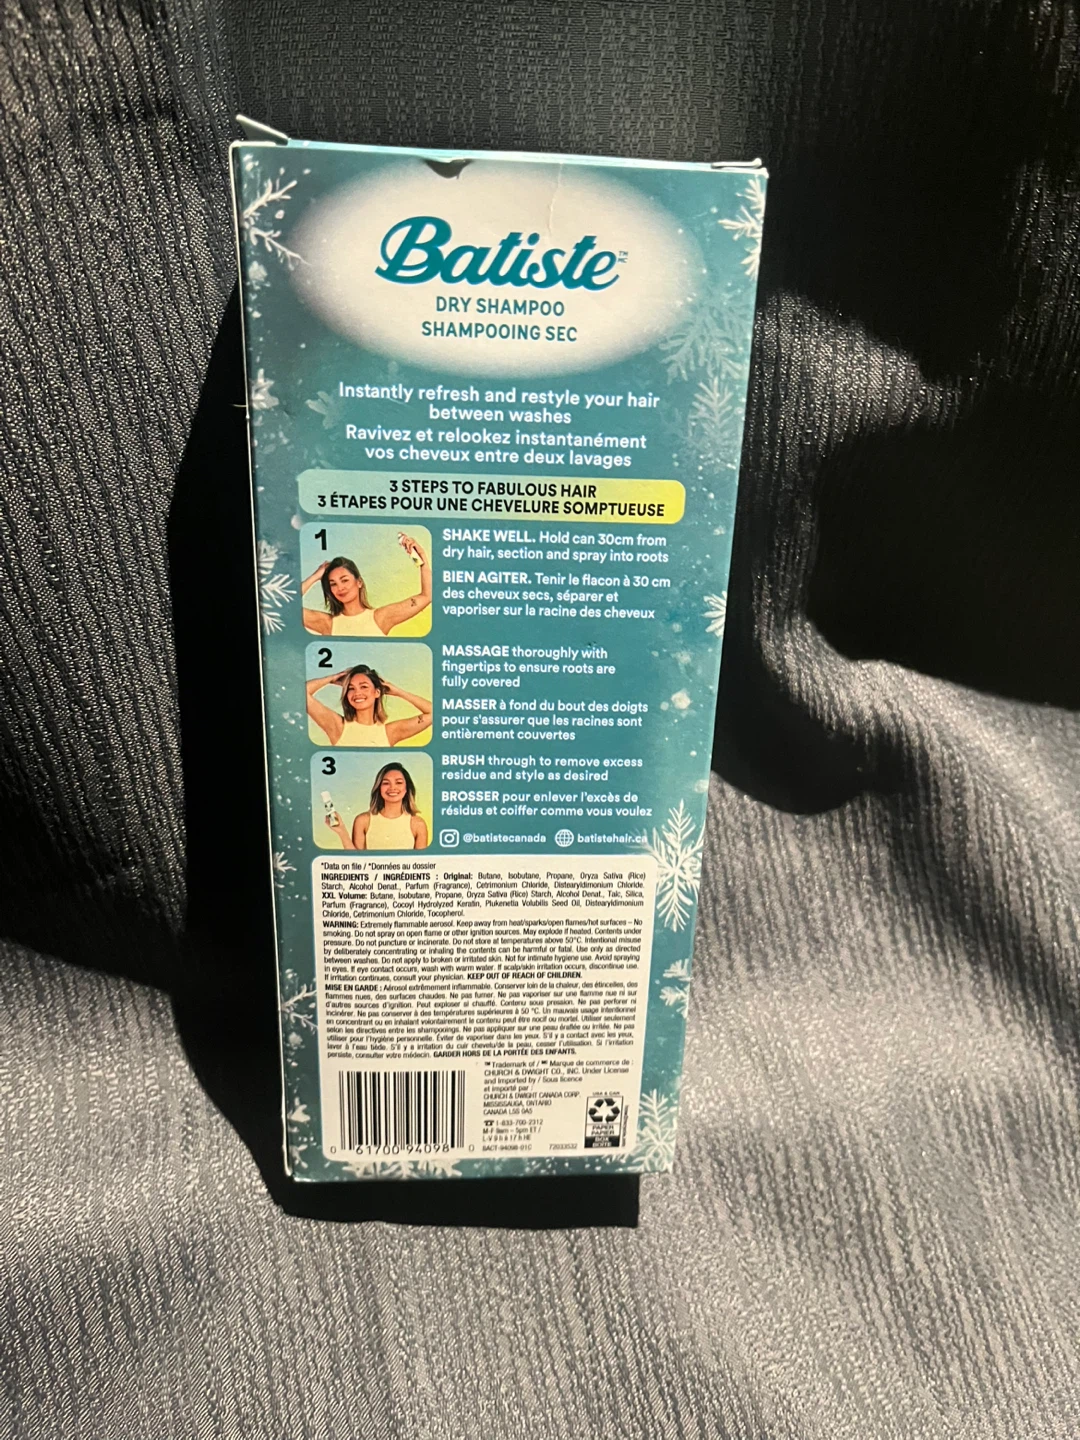 Batiste™
MC
DRY SHAMPOO
SHAMPOOING SEC
Instantly refresh and restyle your hair
between washes
Ravivez et relookez instantanément
vos cheveux entre deux lavages
3 STEPS TO FABULOUS HAIR
3 ÉTAPES POUR UNE CHEVELURE SOMPTUEUSE
1
SHAKE WELL. Hold can 30cm from
dry hair, section and spray into roots
BIEN AGITER. Tenir le flacon à 30 cm
des cheveux secs, séparer et
vaporiser sur la racine des cheveux
2
MASSAGE thoroughly with
fingertips to ensure roots are
fully covered
MASSER à fond du bout des doigts
pour s'assurer que les racines sont
entièrement couvertes
3
BRUSH through to remove excess
residue and style as desired
BROSSER pour enlever l'excès de
résidus et coiffer comme vous voulez
@batistecanada batistehair.ca
*Data on file / *Données au dossier
INGREDIENTS / INGRÉDIENTS : Original: Butane, Isobutane, Propane, Oryza Sativa (Rice)
Starch, Alcohol Denat., Parfum (Fragrance), Cetrimonium Chloride, Distearyldimonium Chloride.
XXL Volume: Butane, Isobutane, Propane, Oryza Sativa (Rice) Starch, Alcohol Denat., Talc, Silica,
Parfum (Fragrance), Cocoyl Hydrolyzed Keratin, Plukenetia Volubilis Seed Oil, Distearyldimonium
Chloride, Cetrimonium Chloride, Tocopherol.
WARNING: Extremely flammable aerosol. Keep away from heat/sparks/open flames/hot surfaces – No
smoking. Do not spray on open flame or other ignition sources. May explode if heated. Contents under
pressure. Do not puncture or incinerate. Do not store at temperatures above 50°C. Intentional misuse
by deliberately concentrating or inhaling the contents can be harmful or fatal. Use only as directed
between washes. Do not apply to broken or irritated skin. Not for intimate hygiene use. Avoid spraying
in eyes. If eye contact occurs, wash with warm water. If scalp/skin irritation occurs, discontinue use.
If irritation continues, consult your physician. KEEP OUT OF REACH OF CHILDREN.
MISE EN GARDE : Aérosol extrêmement inflammable. Conserver loin de la chaleur, des étincelles, des
flammes nues, des surfaces chaudes. Ne pas fumer. Ne pas vaporiser sur une flamme nue ni sur
d'autres sources d'ignition. Peut exploser si chauffé. Contenu sous pression. Ne pas perforer ni
incinérer. Ne pas conserver à des températures supérieures à 50 °C. Un mauvais usage intentionnel
en concentrant ou en inhalant volontairement le contenu peut être nocif ou mortel. Utiliser seulement
selon les directives entre les shampooings. Ne pas appliquer sur une peau éraflée ou irritée. Ne pas
utiliser pour l'hygiène personnelle. Éviter de vaporiser dans les yeux. S'il y a contact avec les yeux,
laver à l'eau tiède. S'il y a irritation du cuir chevelu/de la peau, cesser l'utilisation. Si l'irritation
persiste, consulter votre médecin. GARDER HORS DE LA PORTÉE DES ENFANTS.
™ Trademark of / MC Marque de commerce de :
CHURCH & DWIGHT CO., INC. Under License
and Imported by / Sous licence
et importé par :
CHURCH & DWIGHT CANADA CORP.
MISSISSAUGA, ONTARIO
CANADA L5S 0A5
1-833-700-2312
M-F 9am – 5pm ET /
L-V 9 h à 17 h HE
0 61700 94098 0
BACT-94098-01C 72033532
USA & CAN
PAPER
PAPIER
BOX
BOÎTE